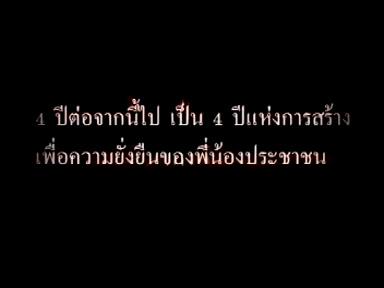 4 ปีต่อจากนี้ไป เป็น 4 ปีแห่งการสร้าง
เพื่อความยั่งยืนของพี่น้องประชาชน